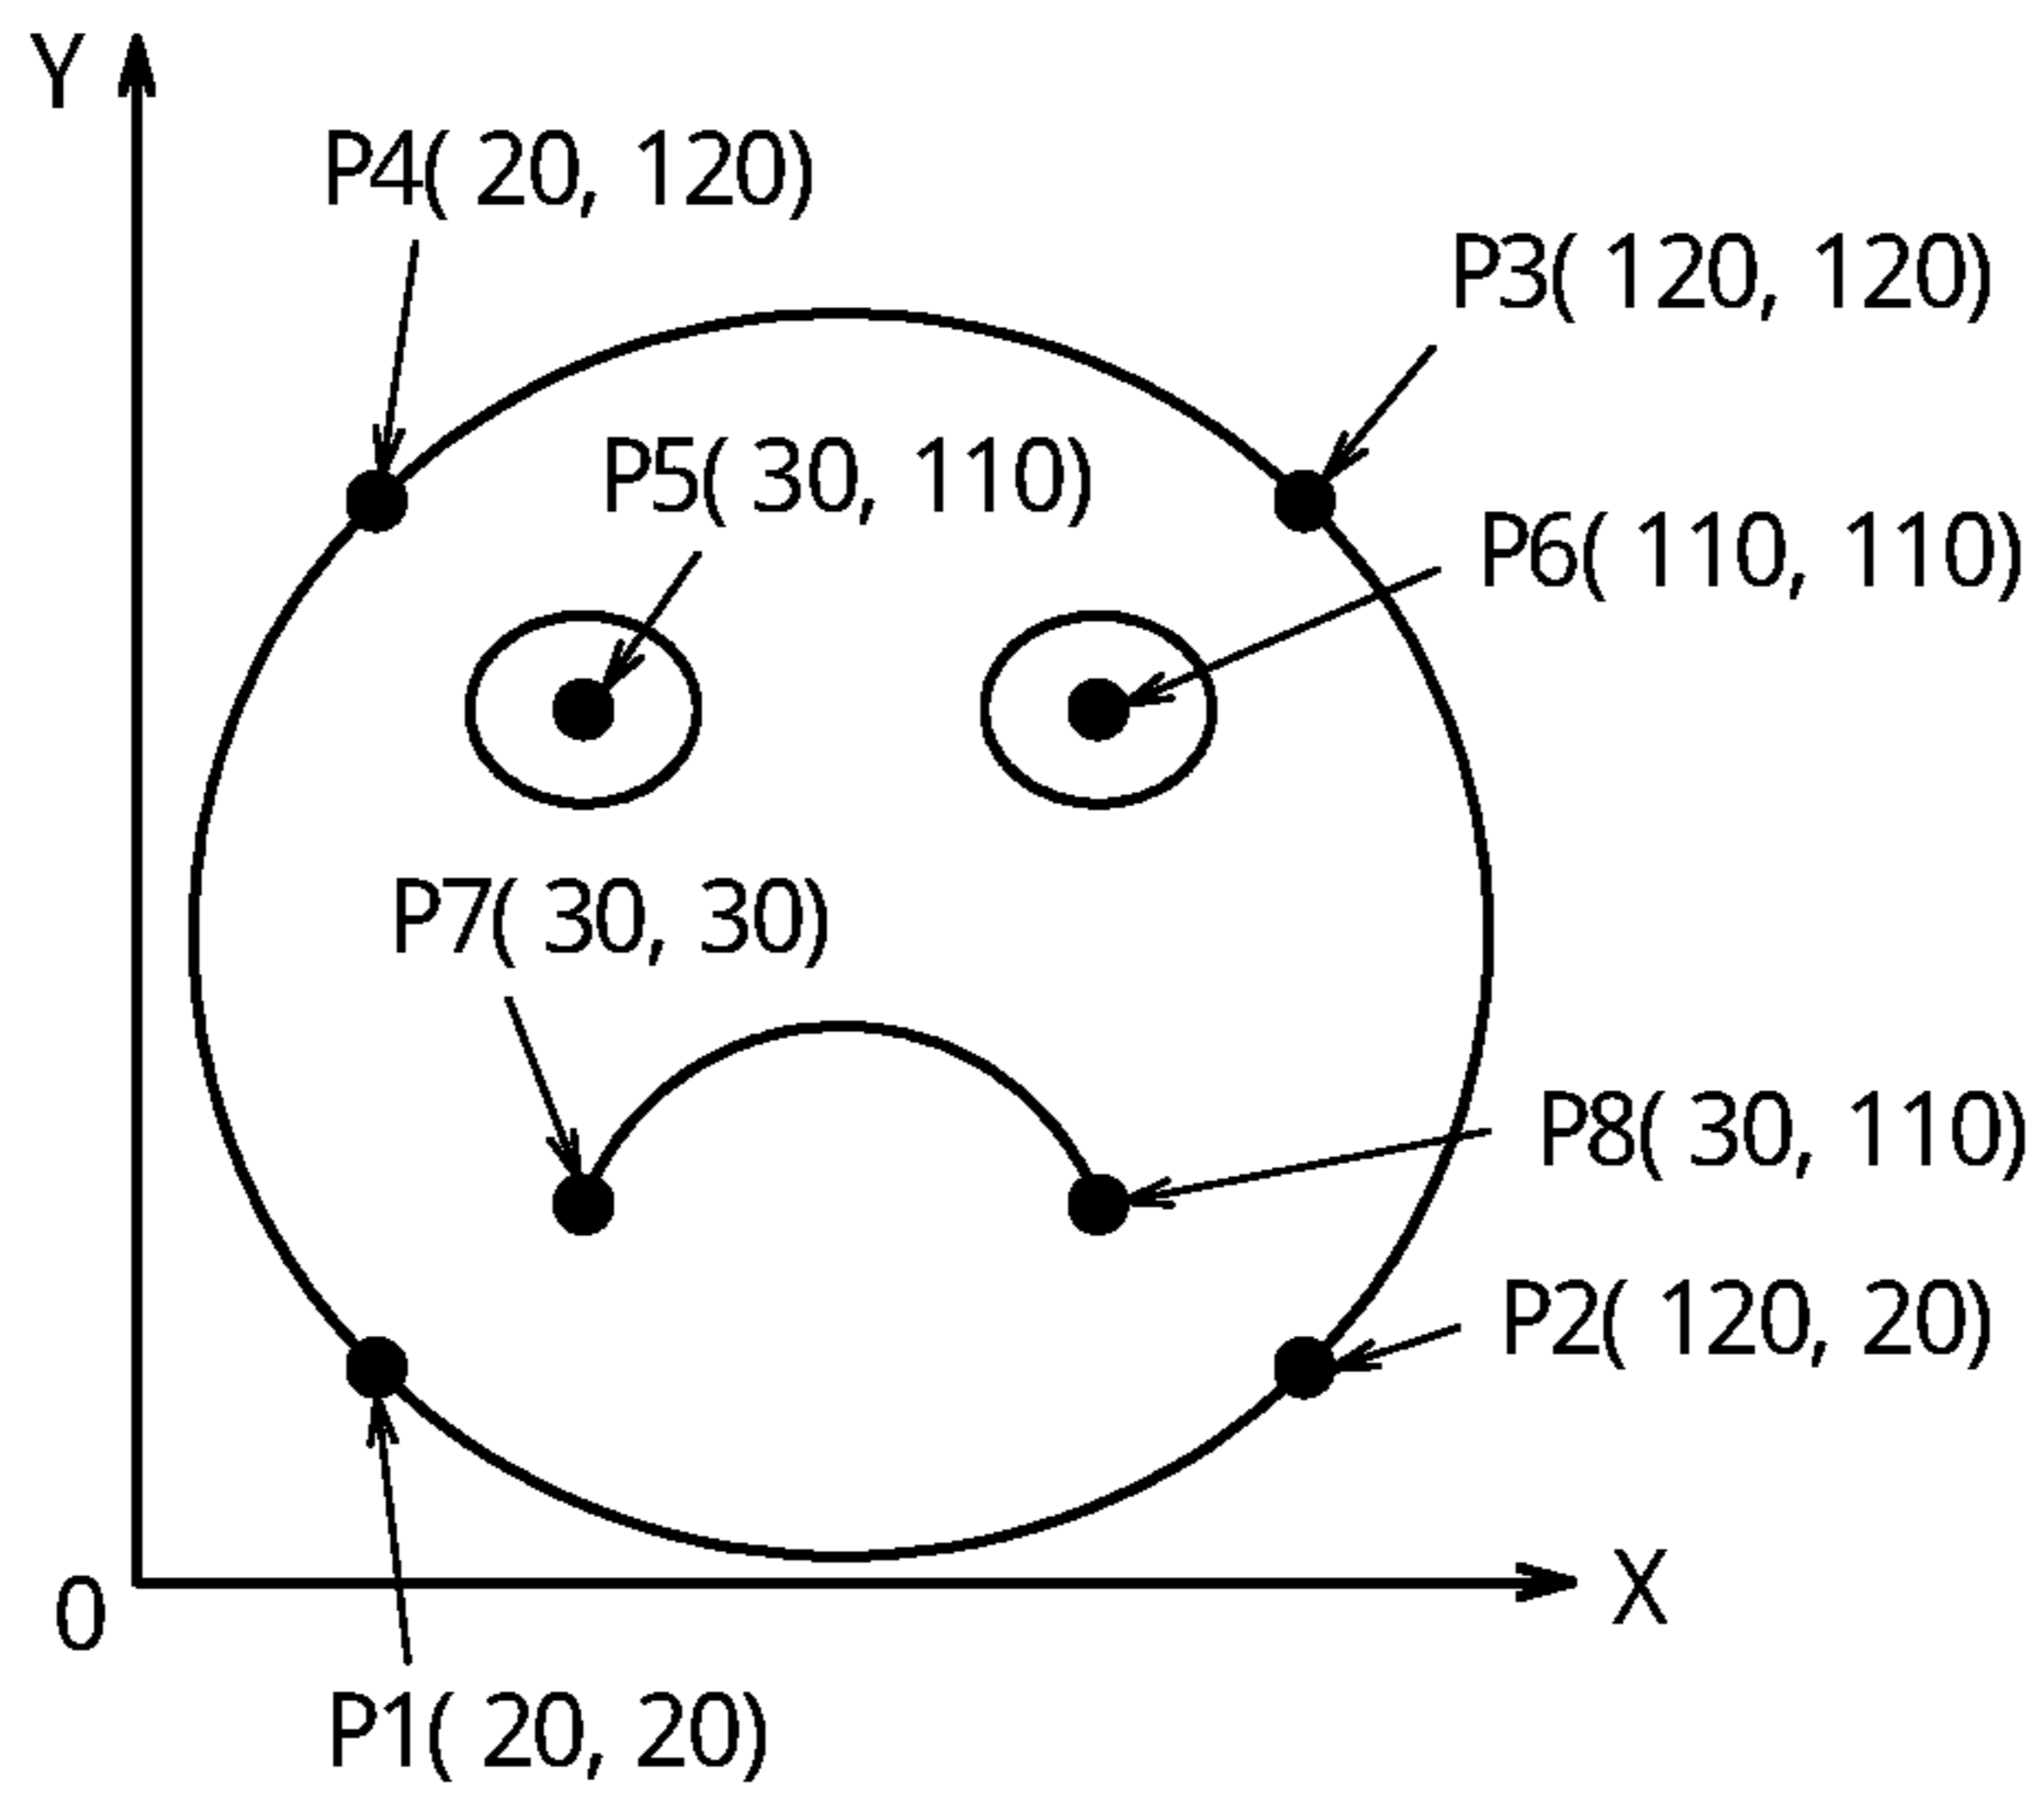 Y
P4( 20, 120)
P3( 120, 120)
P5( 30, 110)
P6( 110, 110)
P7( 30, 30)
P8( 30, 110)
P2( 120, 20)
X
0
P1( 20, 20)